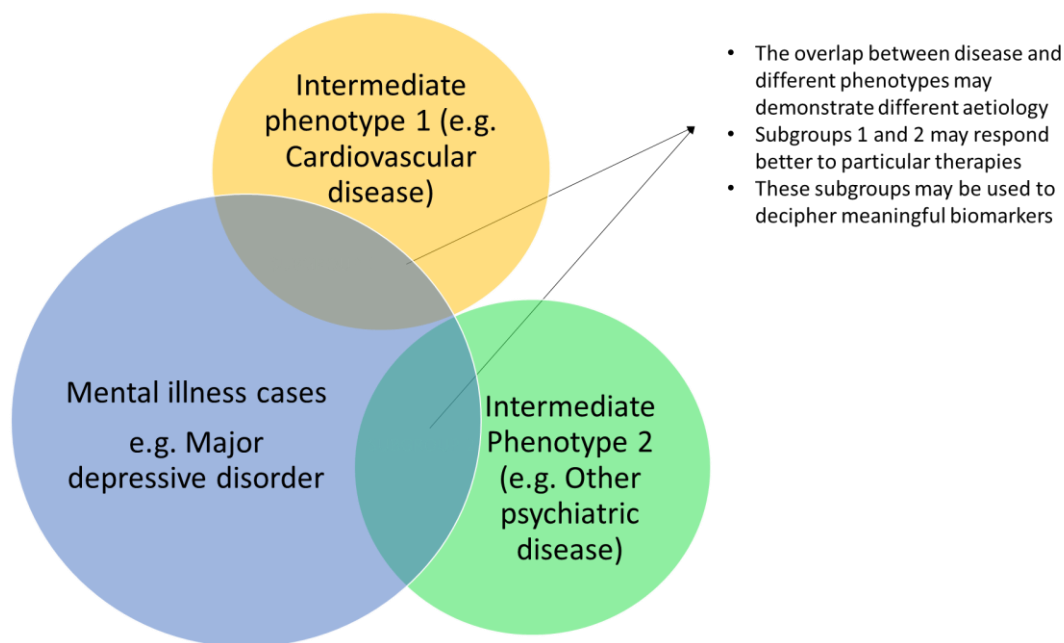 Intermediate
phenotype 1 (e.g.
Cardiovascular
disease)
Mental illness cases
e.g. Major
depressive disorder
Intermediate
Phenotype 2
(e.g. Other
psychiatric
disease)
• The overlap between disease and
different phenotypes may
demonstrate different aetiology
• Subgroups 1 and 2 may respond
better to particular therapies
• These subgroups may be used to
decipher meaningful biomarkers